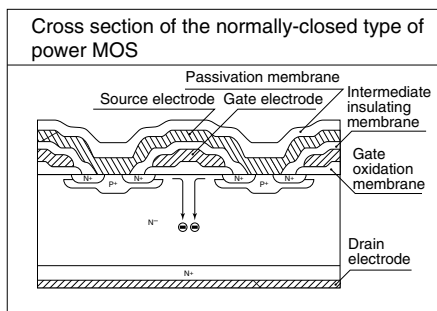 Cross section of the normally-closed type of
power MOS
Passivation membrane
Source electrode
Gate electrode
Intermediate
insulating
membrane
Gate
oxidation
membrane
N+
P+
N+
N+
P+
N+
N−
N+
Drain
electrode